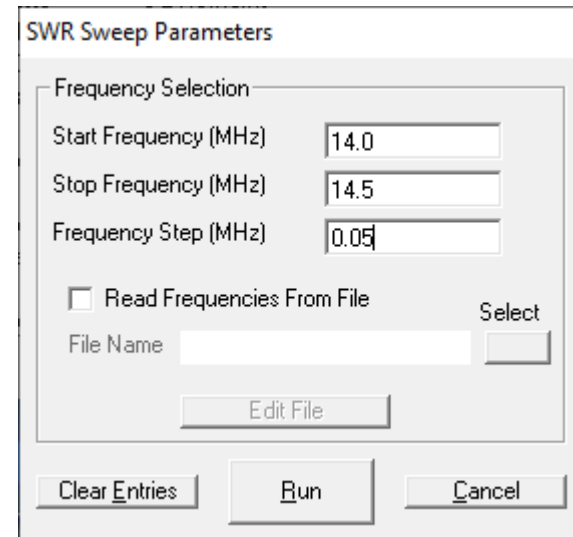 SWR Sweep Parameters
Frequency Selection
Start Frequency (MHz) 14.0
Stop Frequency (MHz) 14.5
Frequency Step (MHz) 0.05
Read Frequencies From File
Select
File Name
Edit File
Clear Entries Run Cancel